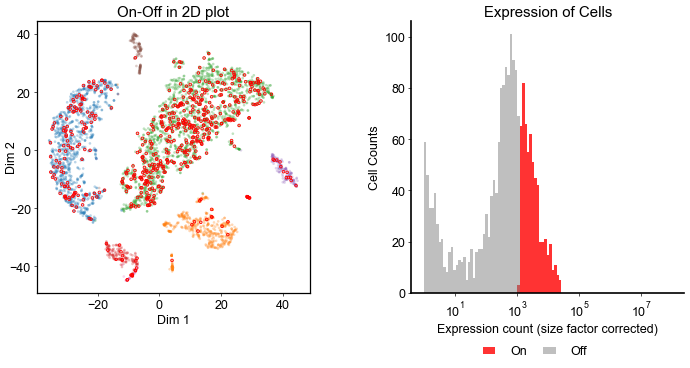 On-Off in 2D plot
40
20
0
−20
−40
Dim 2
−20 0 20 40
Dim 1
Expression of Cells
100
80
60
40
20
0
Cell Counts
10^1 10^3 10^5 10^7
Expression count (size factor corrected)
On Off